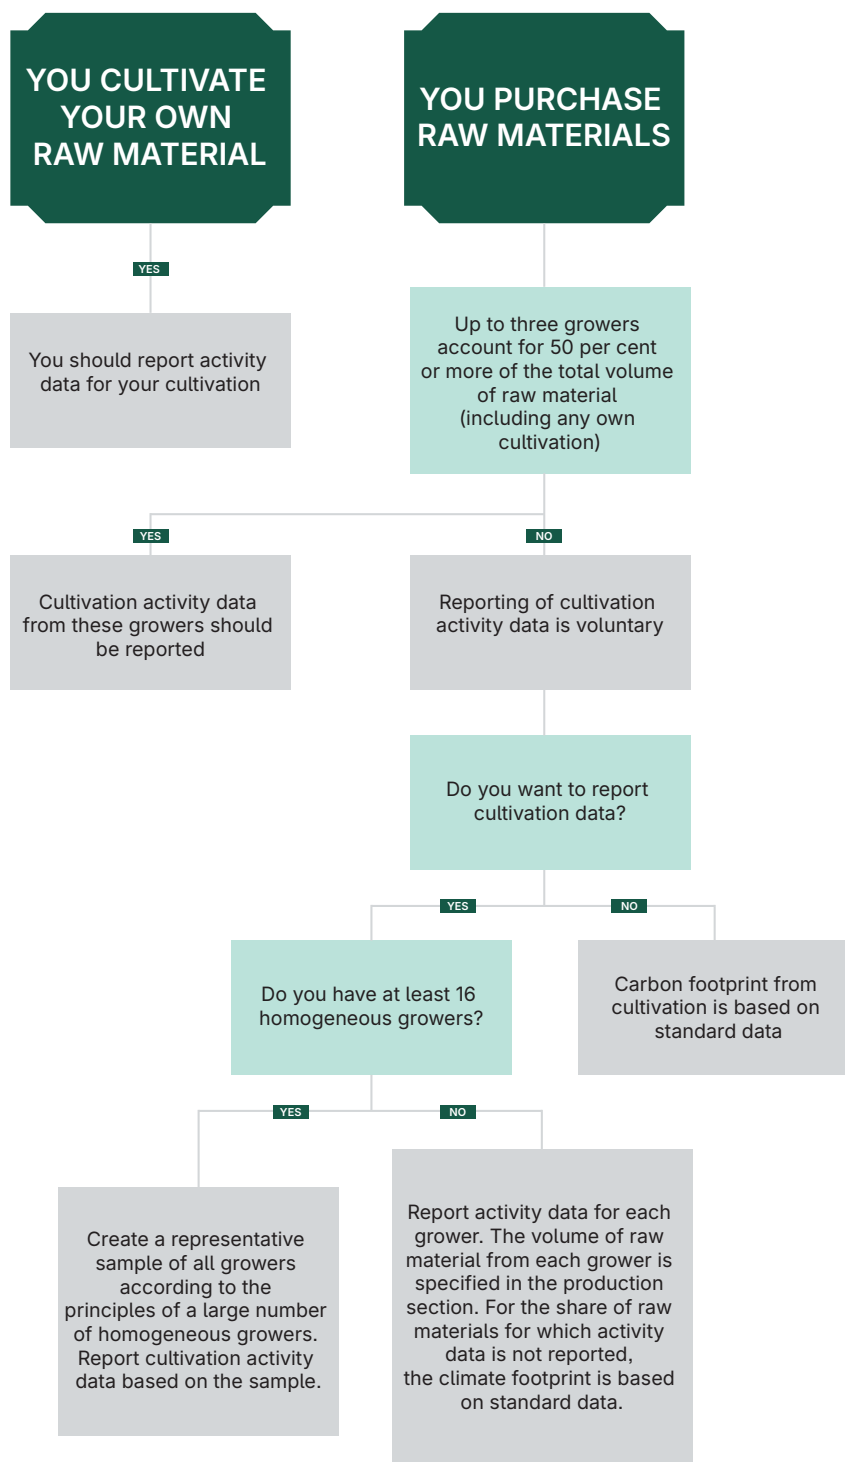 YOU CULTIVATE
YOUR OWN
RAW MATERIAL
YOU PURCHASE
RAW MATERIALS
YES
You should report activity
data for your cultivation
Up to three growers
account for 50 per cent
or more of the total volume
of raw material
(including any own
cultivation)
YES
NO
Cultivation activity data
from these growers should
be reported
Reporting of cultivation
activity data is voluntary
Do you want to report
cultivation data?
YES
NO
Do you have at least 16
homogeneous growers?
Carbon footprint from
cultivation is based on
standard data
YES
NO
Create a representative
sample of all growers
according to the
principles of a large number
of homogeneous growers.
Report cultivation activity
data based on the sample.
Report activity data for each
grower. The volume of raw
material from each grower is
specified in the production
section. For the share of raw
materials for which activity
data is not reported,
the climate footprint is based
on standard data.